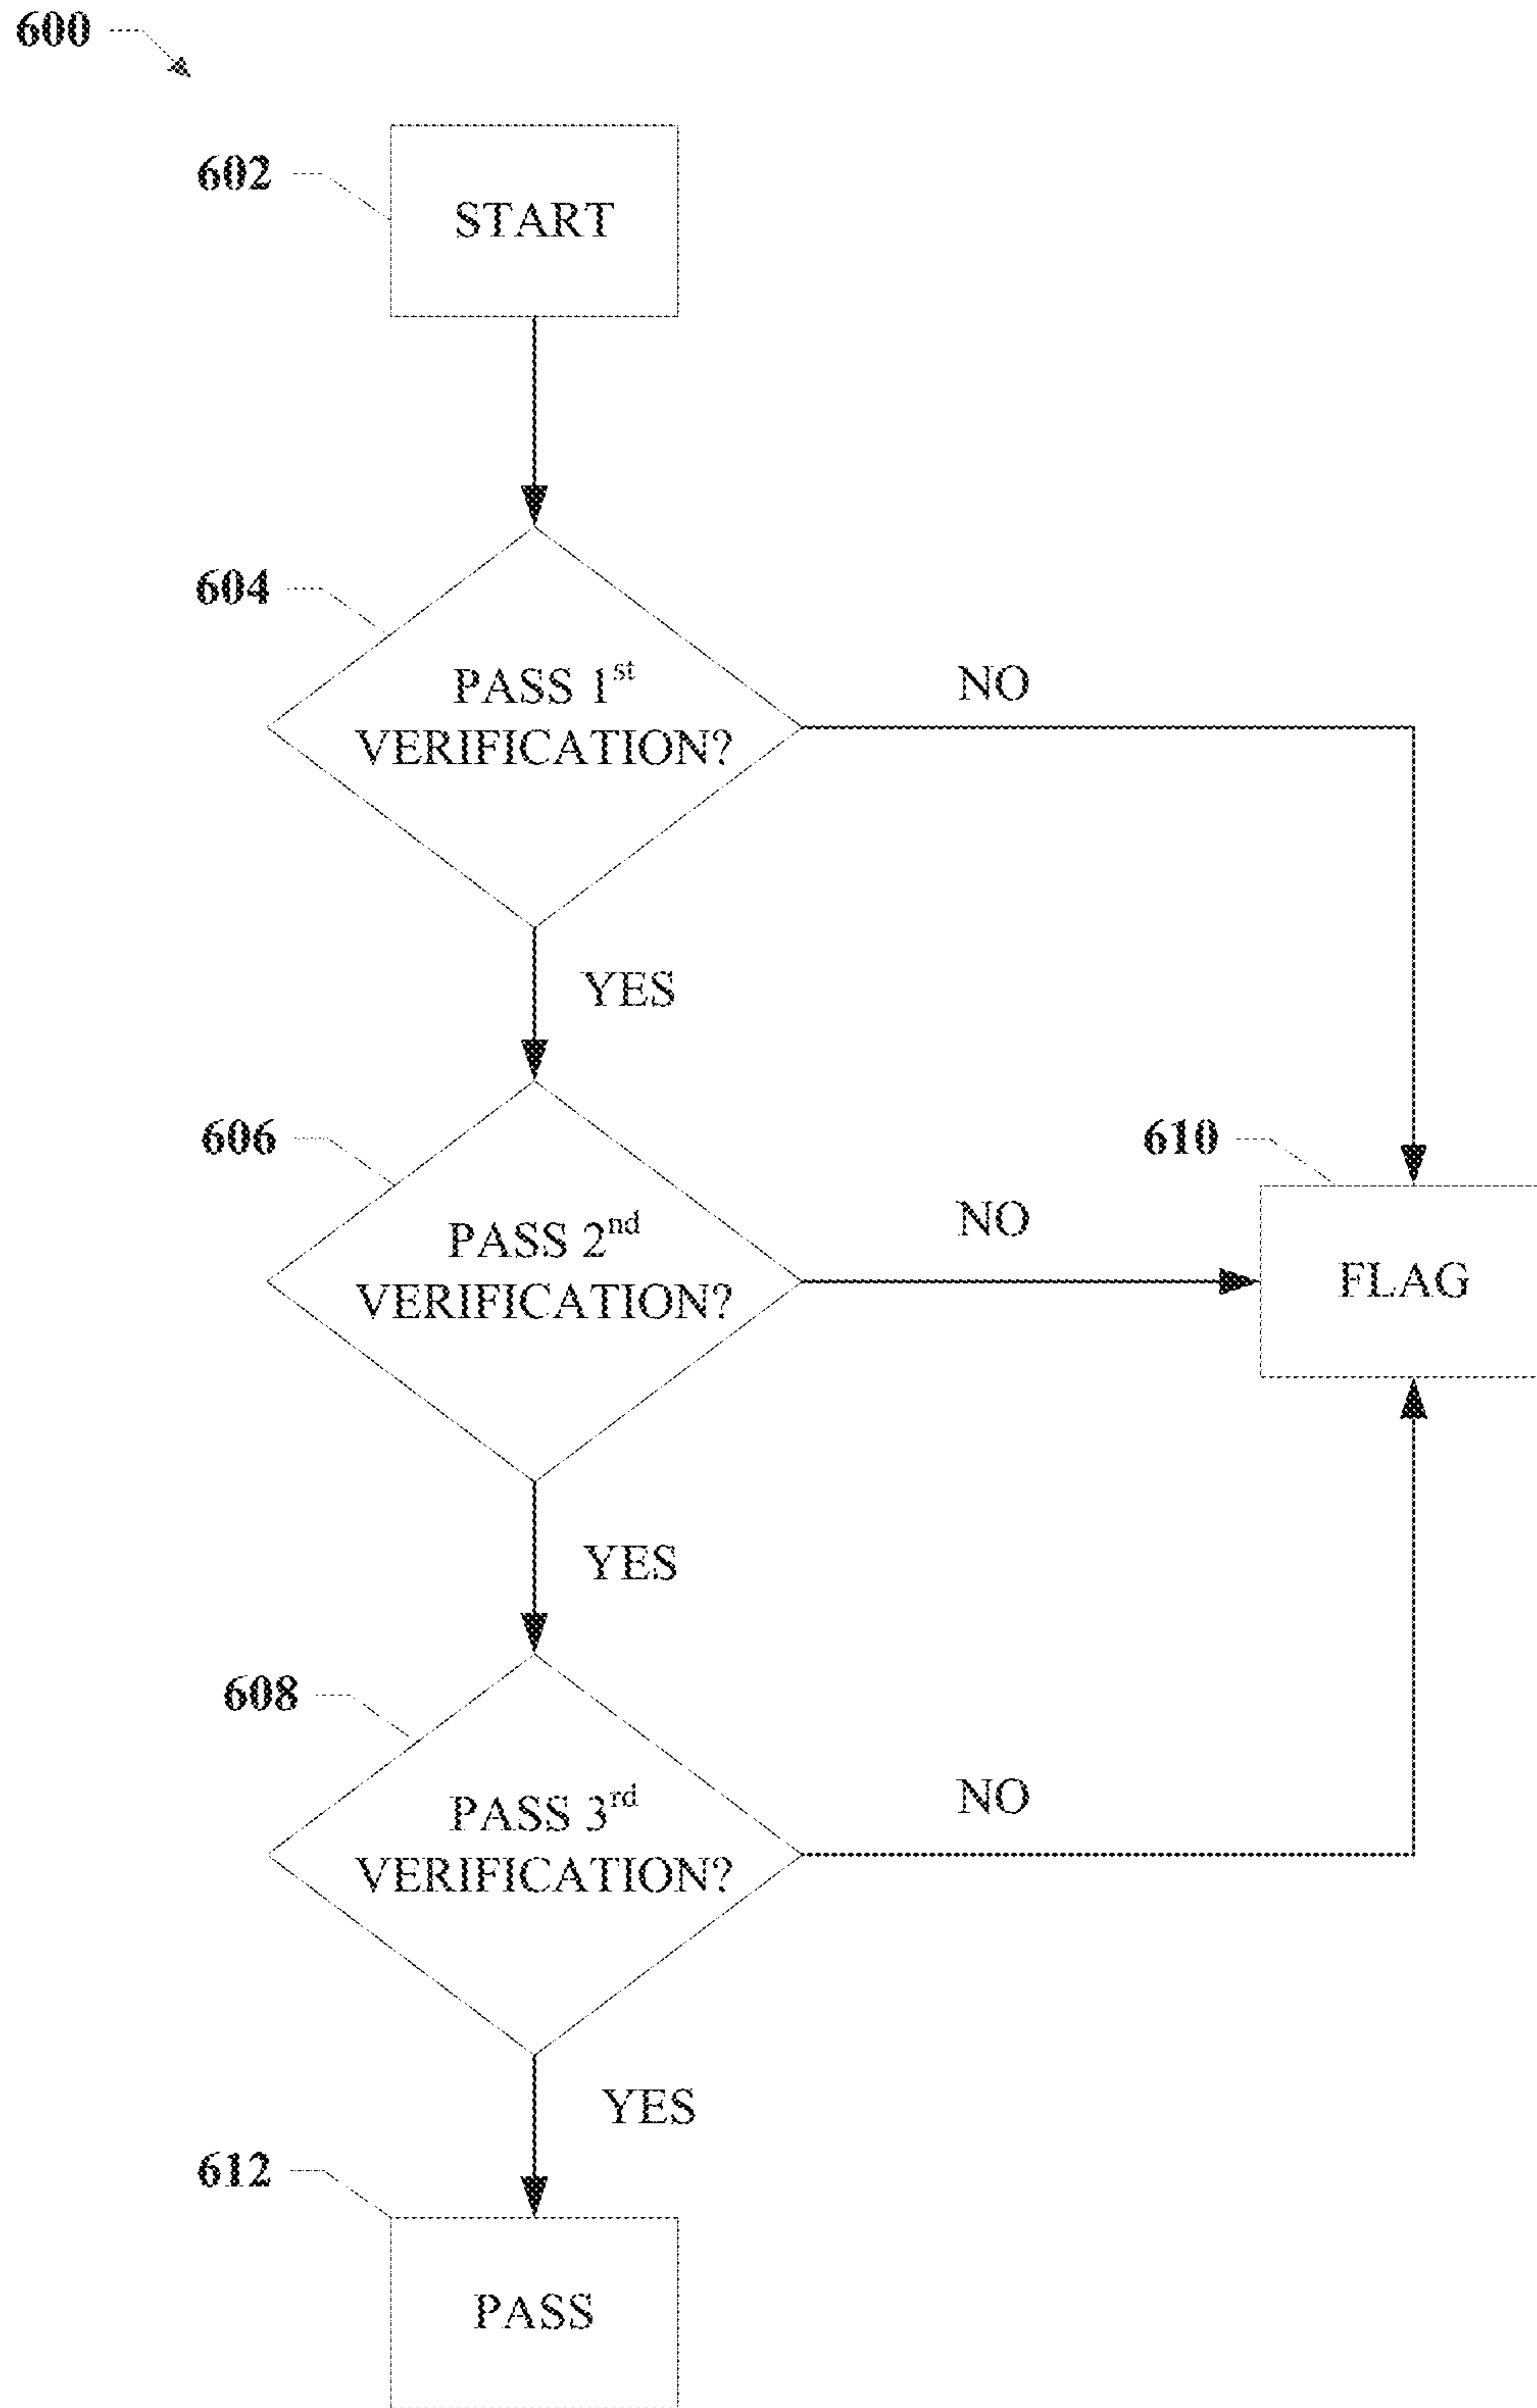 600
602
START
604
PASS 1st
VERIFICATION?
NO
YES
606
PASS 2nd
VERIFICATION?
NO
610
FLAG
YES
608
PASS 3rd
VERIFICATION?
NO
YES
612
PASS